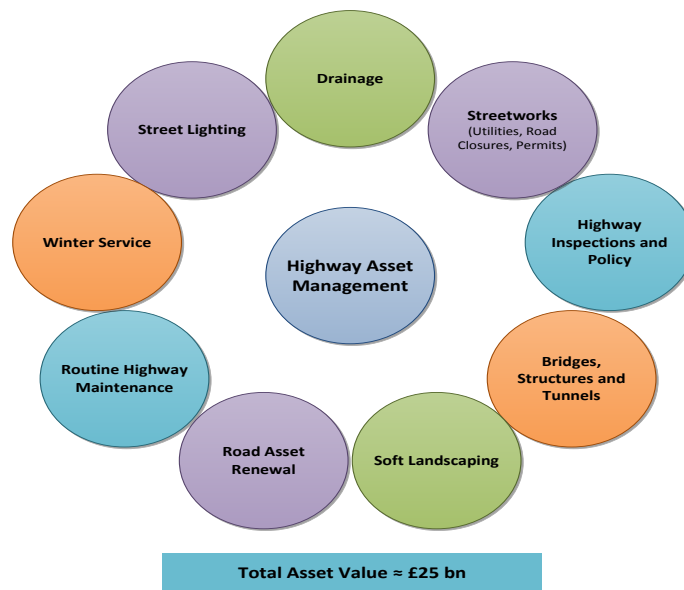 Drainage
Streetworks
(Utilities, Road
Closures, Permits)
Street Lighting
Highway
Inspections and
Policy
Winter Service
Highway Asset
Management
Bridges,
Structures and
Tunnels
Routine Highway
Maintenance
Road Asset
Renewal
Soft Landscaping
Total Asset Value ≈ £25 bn